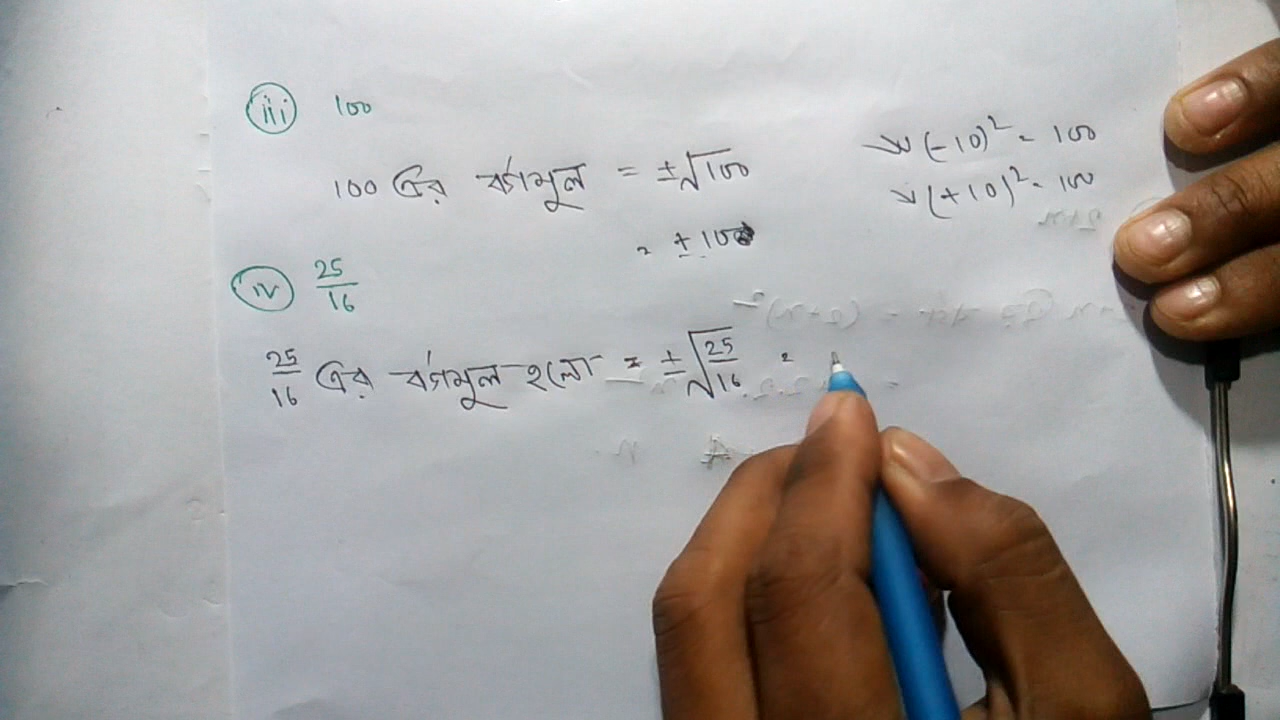 iii 100
100 এর বর্গমূল = ±√100
→ (-10)² = 100
→ (+10)² = 100
= ±10
iv 25/16
25/16 এর বর্গমূল হলো = ±√25/16 =